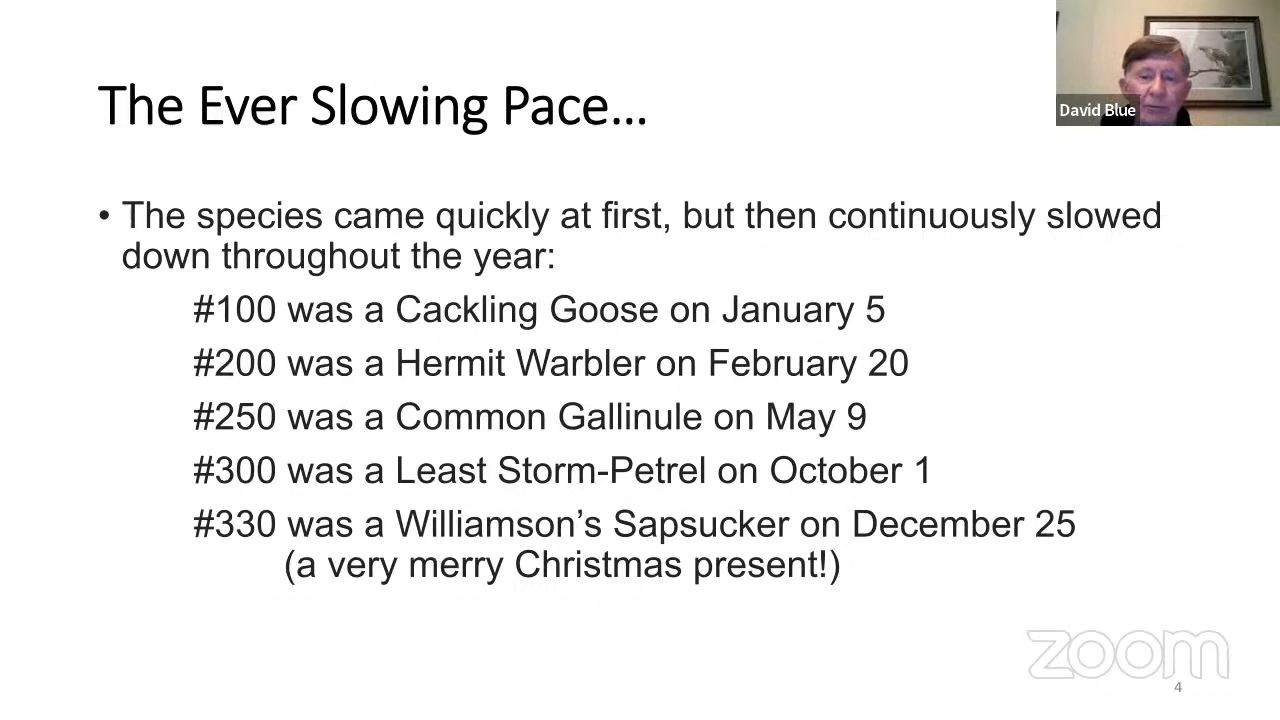 The Ever Slowing Pace...
David Blue
• The species came quickly at first, but then continuously slowed
down throughout the year:
#100 was a Cackling Goose on January 5
#200 was a Hermit Warbler on February 20
#250 was a Common Gallinule on May 9
#300 was a Least Storm-Petrel on October 1
#330 was a Williamson’s Sapsucker on December 25
(a very merry Christmas present!)
zoom
4